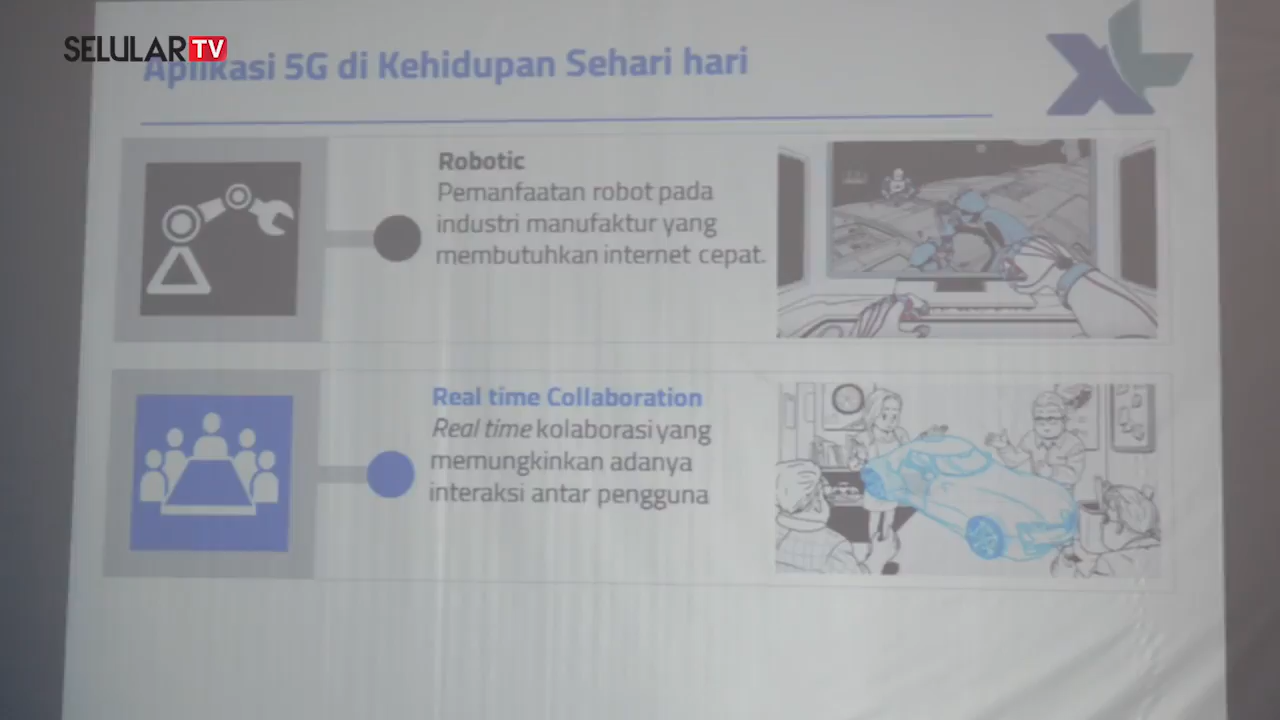 SELULAR TV
Aplikasi 5G di Kehidupan Sehari hari
XL
Robotic
Pemanfaatan robot pada
industri manufaktur yang
membutuhkan internet cepat.
Real time Collaboration
Real time kolaborasi yang
memungkinkan adanya
interaksi antar pengguna